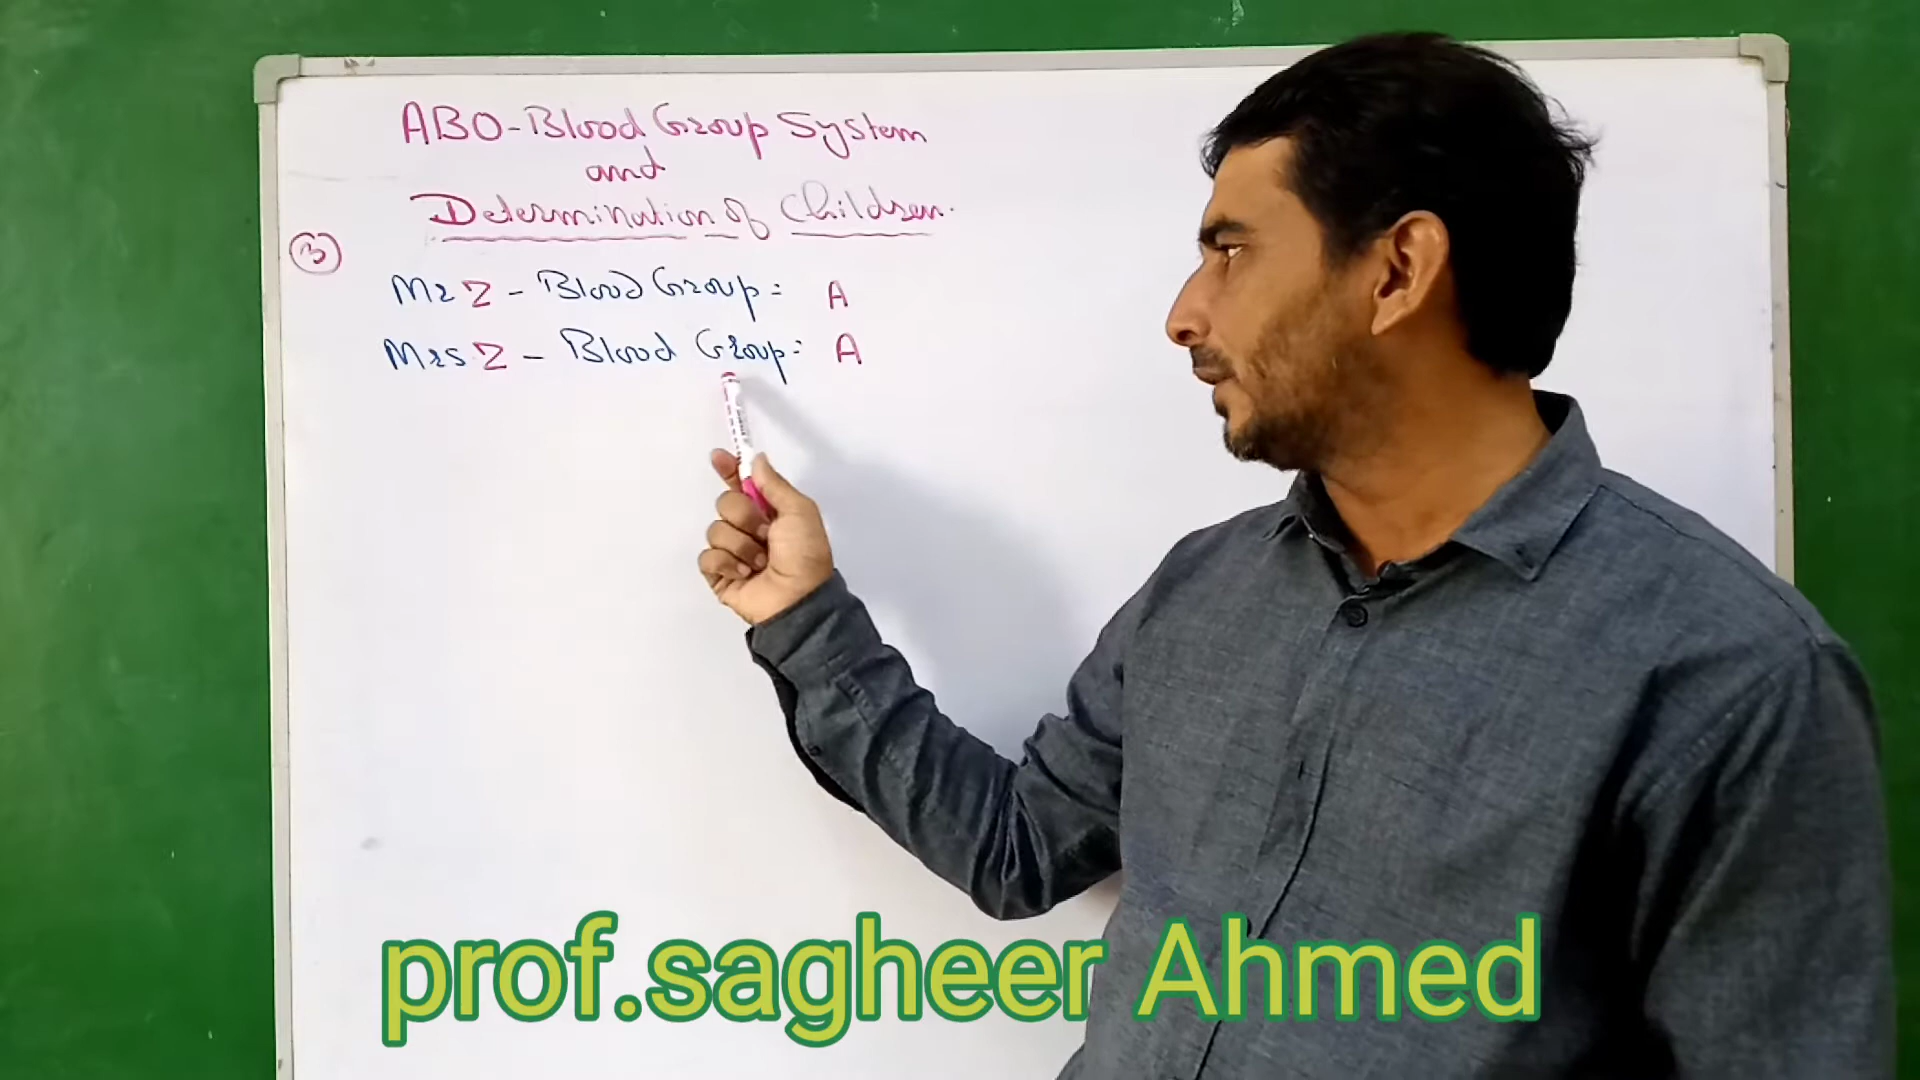 ABO-Blood Group System
and
Determination of Children.
3
Mr Z - Blood Group = A
Mrs Z - Blood Group = A
prof.sagheer Ahmed